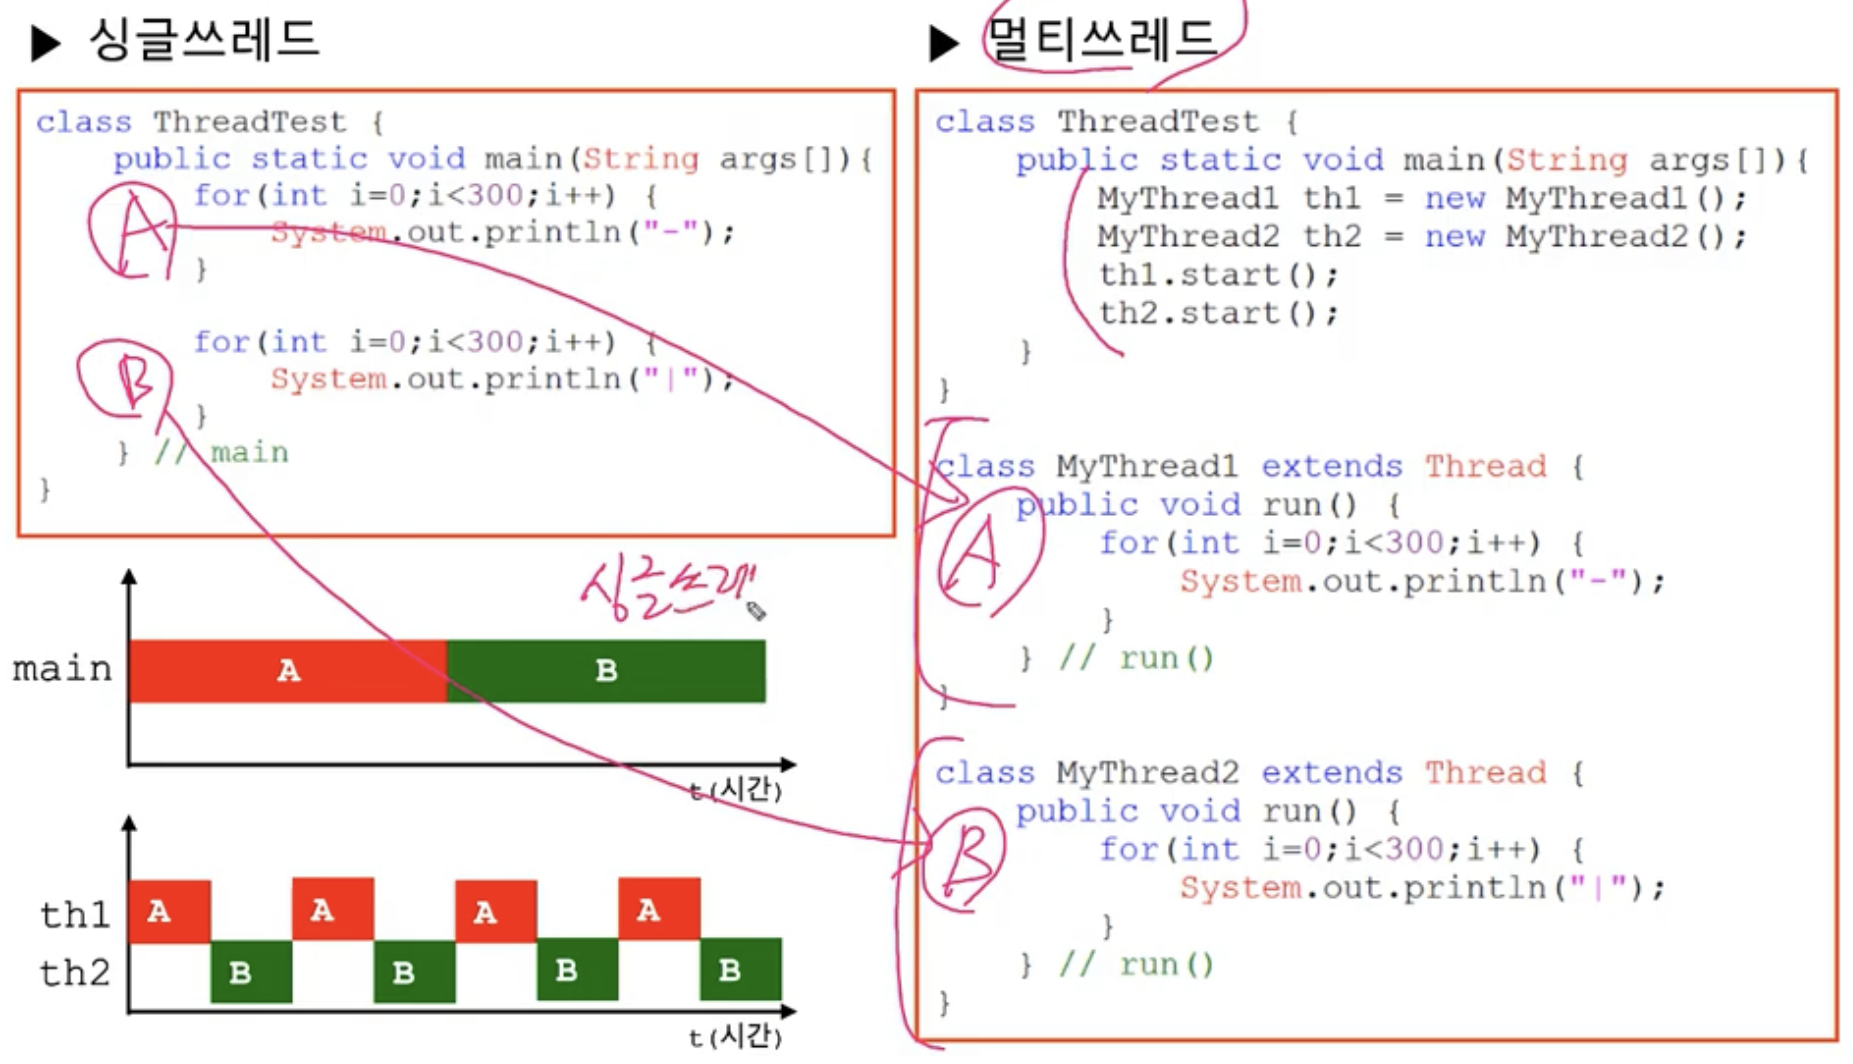 ▶ 싱글쓰레드
class ThreadTest {
public static void main(String args[]){
for(int i=0;i<300;i++) {
System.out.println("-");
}
for(int i=0;i<300;i++) {
System.out.println("|");
}
} // main
}
A
B
싱글쓰레
main
A B
t(시간)
th1
A A A A
th2
B B B B
t(시간)
▶ 멀티쓰레드
class ThreadTest {
public static void main(String args[]){
MyThread1 th1 = new MyThread1();
MyThread2 th2 = new MyThread2();
th1.start();
th2.start();
}
}
class MyThread1 extends Thread {
public void run() {
for(int i=0;i<300;i++) {
System.out.println("-");
}
} // run()
}
A
class MyThread2 extends Thread {
public void run() {
for(int i=0;i<300;i++) {
System.out.println("|");
}
} // run()
}
B